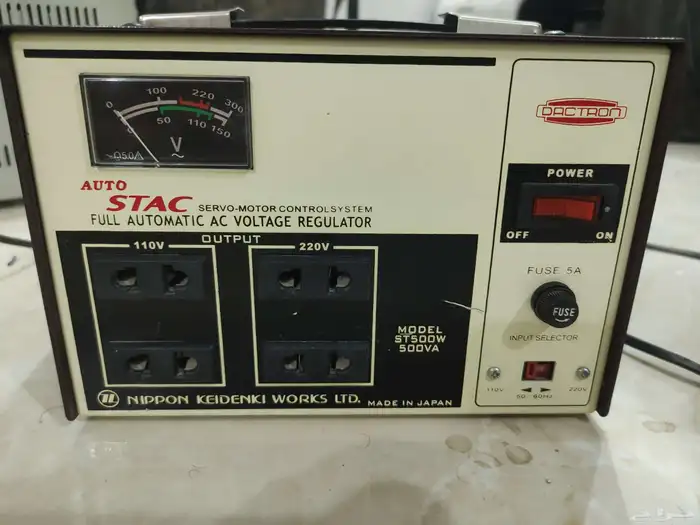 0 100 220 300
0 50 110 150
V
~
DACTRON
POWER
OFF ON
AUTO
STAC SERVO-MOTOR CONTROLSYSTEM
FULL AUTOMATIC AC VOLTAGE REGULATOR
OUTPUT
110V 220V
MODEL
ST500W
500VA
FUSE 5A
FUSE
INPUT SELECTOR
110V 220V
50/60Hz
NIPPON KEIDENKI WORKS LTD. MADE IN JAPAN